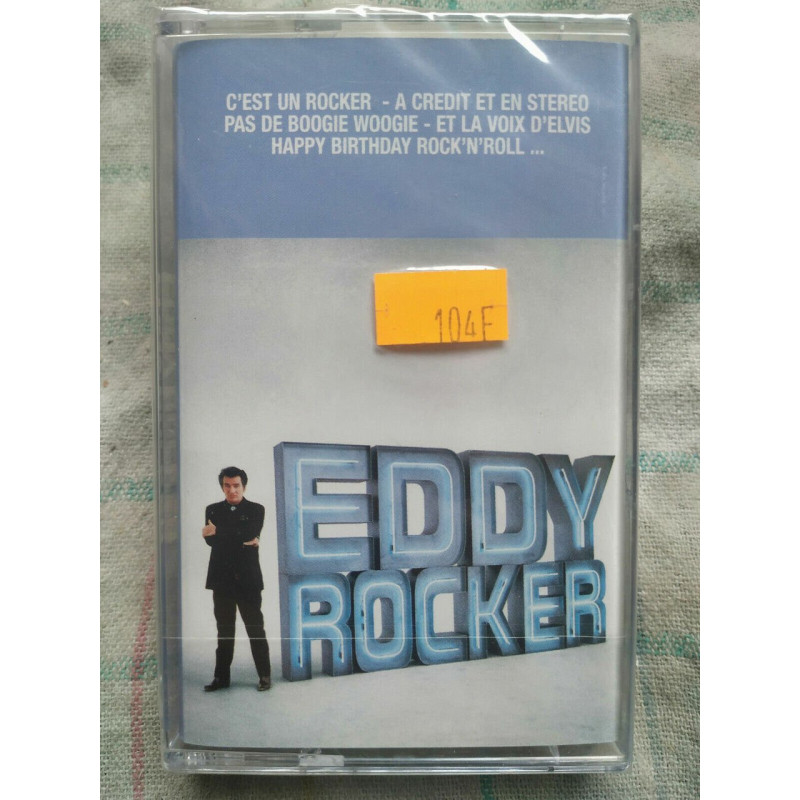 C'EST UN ROCKER - A CREDIT ET EN STEREO
PAS DE BOOGIE WOOGIE - ET LA VOIX D'ELVIS
HAPPY BIRTHDAY ROCK'N'ROLL ...
104F
EDDY
ROCKER